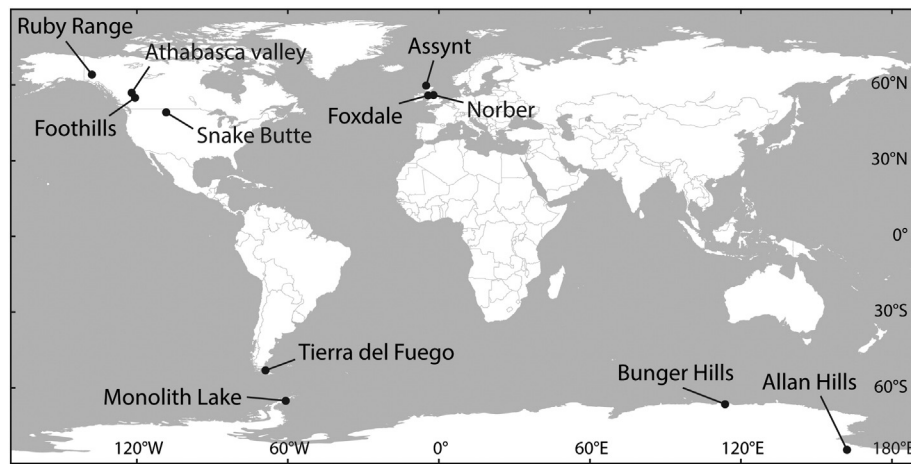 Ruby Range
Athabasca valley
Assynt
60°N
Foothills
Foxdale
Norber
Snake Butte
30°N
0°
30°S
Tierra del Fuego
Bunger Hills
Allan Hills
60°S
Monolith Lake
120°W
60°W
0°
60°E
120°E
180°E